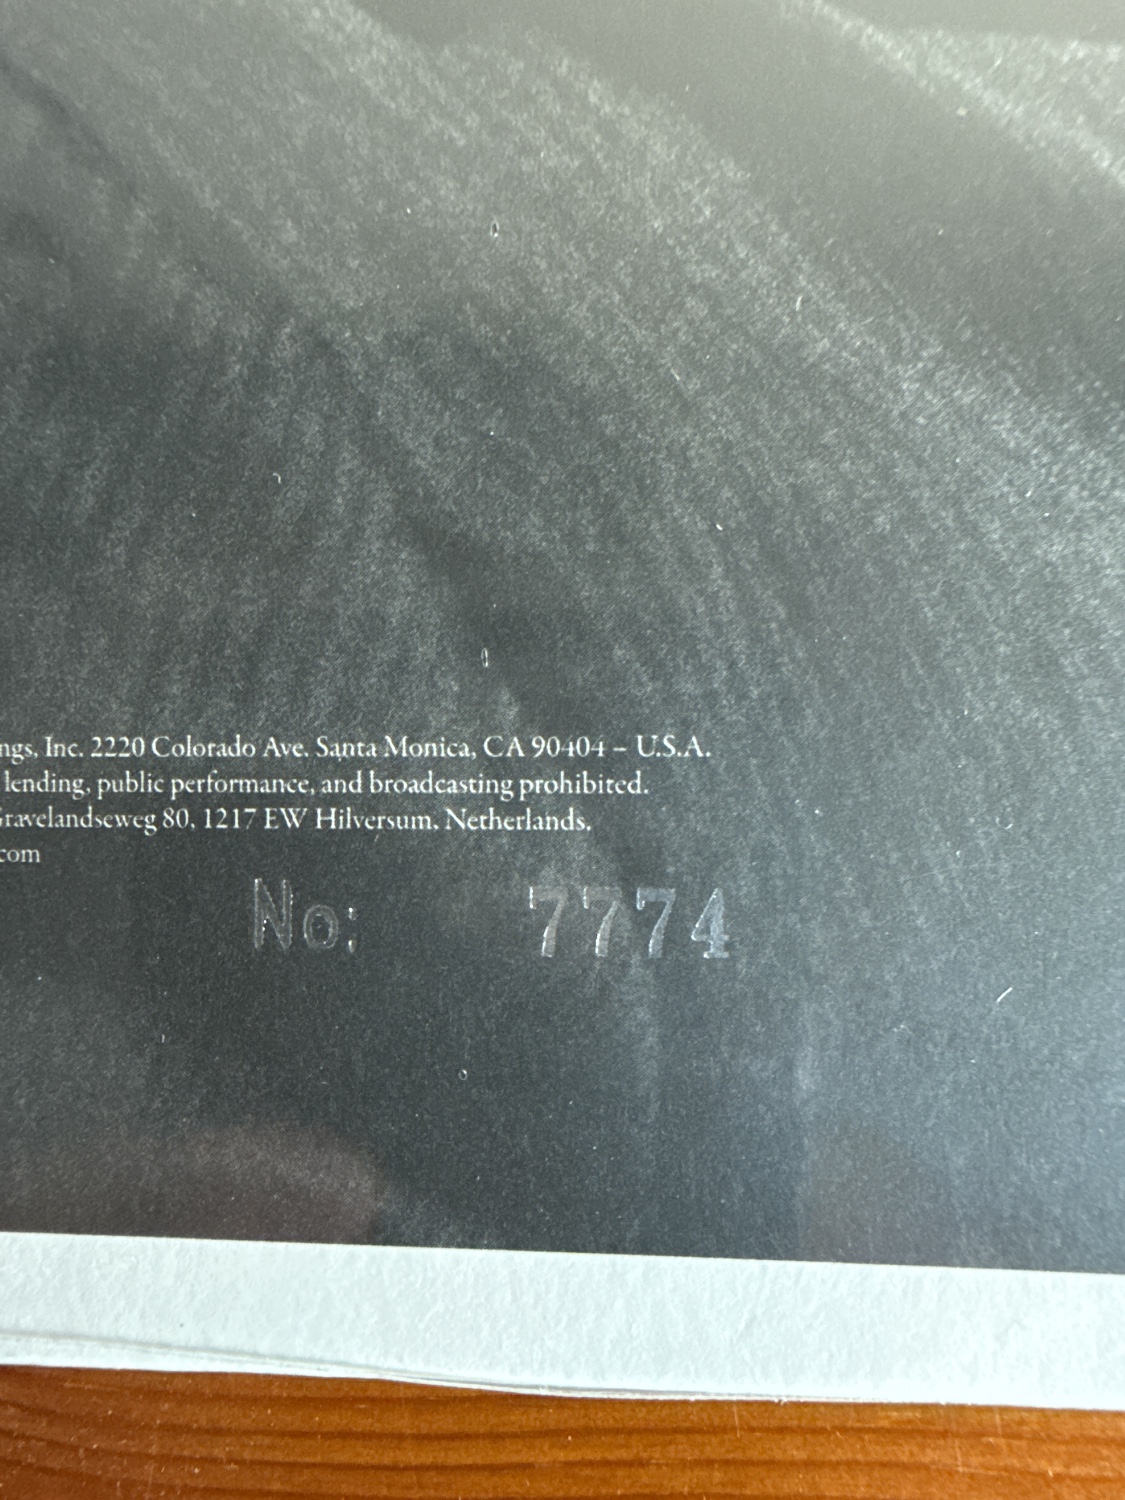 ngs, Inc. 2220 Colorado Ave. Santa Monica, CA 90404 – U.S.A.
lending, public performance, and broadcasting prohibited.
Gravelandseweg 80, 1217 EW Hilversum. Netherlands.
.com
No: 7774